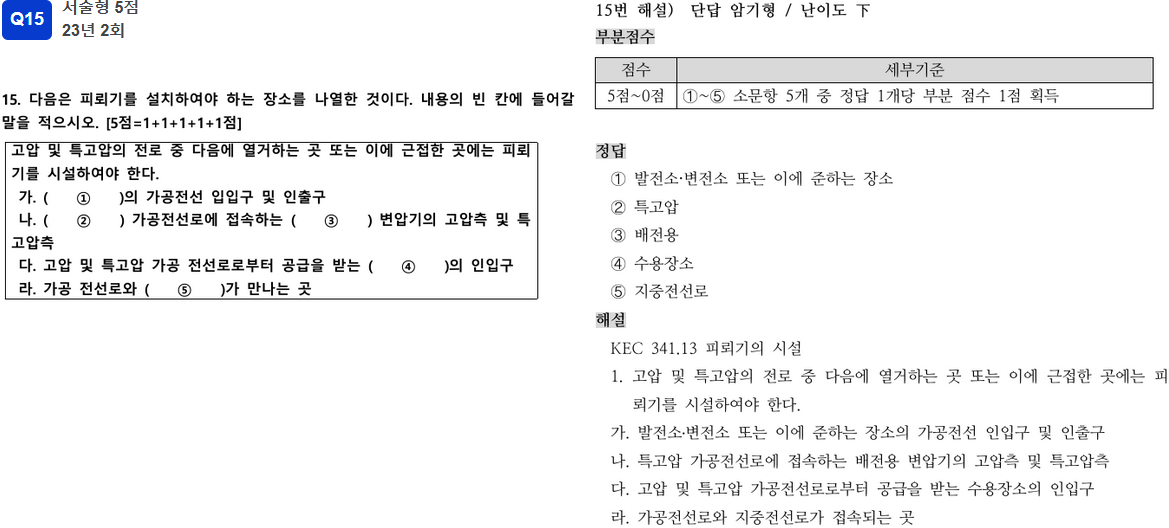 Q15
서술형 5점
23년 2회
15. 다음은 피뢰기를 설치하여야 하는 장소를 나열한 것이다. 내용의 빈 칸에 들어갈
말을 적으시오. [5점=1+1+1+1+1점]
고압 및 특고압의 전로 중 다음에 열거하는 곳 또는 이에 근접한 곳에는 피뢰
기를 시설하여야 한다.
가. ( ① )의 가공전선 입입구 및 인출구
나. ( ② ) 가공전선로에 접속하는 ( ③ ) 변압기의 고압측 및 특
고압측
다. 고압 및 특고압 가공 전선로로부터 공급을 받는 ( ④ )의 인입구
라. 가공 전선로와 ( ⑤ )가 만나는 곳
15번 해설) 단답 암기형 / 난이도 下
부분점수
점수 세부기준
5점~0점 ①~⑤ 소문항 5개 중 정답 1개당 부분 점수 1점 획득
정답
① 발전소·변전소 또는 이에 준하는 장소
② 특고압
③ 배전용
④ 수용장소
⑤ 지중전선로
해설
KEC 341.13 피뢰기의 시설
1. 고압 및 특고압의 전로 중 다음에 열거하는 곳 또는 이에 근접한 곳에는 피
뢰기를 시설하여야 한다.
가. 발전소·변전소 또는 이에 준하는 장소의 가공전선 인입구 및 인출구
나. 특고압 가공전선로에 접속하는 배전용 변압기의 고압측 및 특고압측
다. 고압 및 특고압 가공전선로로부터 공급을 받는 수용장소의 인입구
라. 가공전선로와 지중전선로가 접속되는 곳